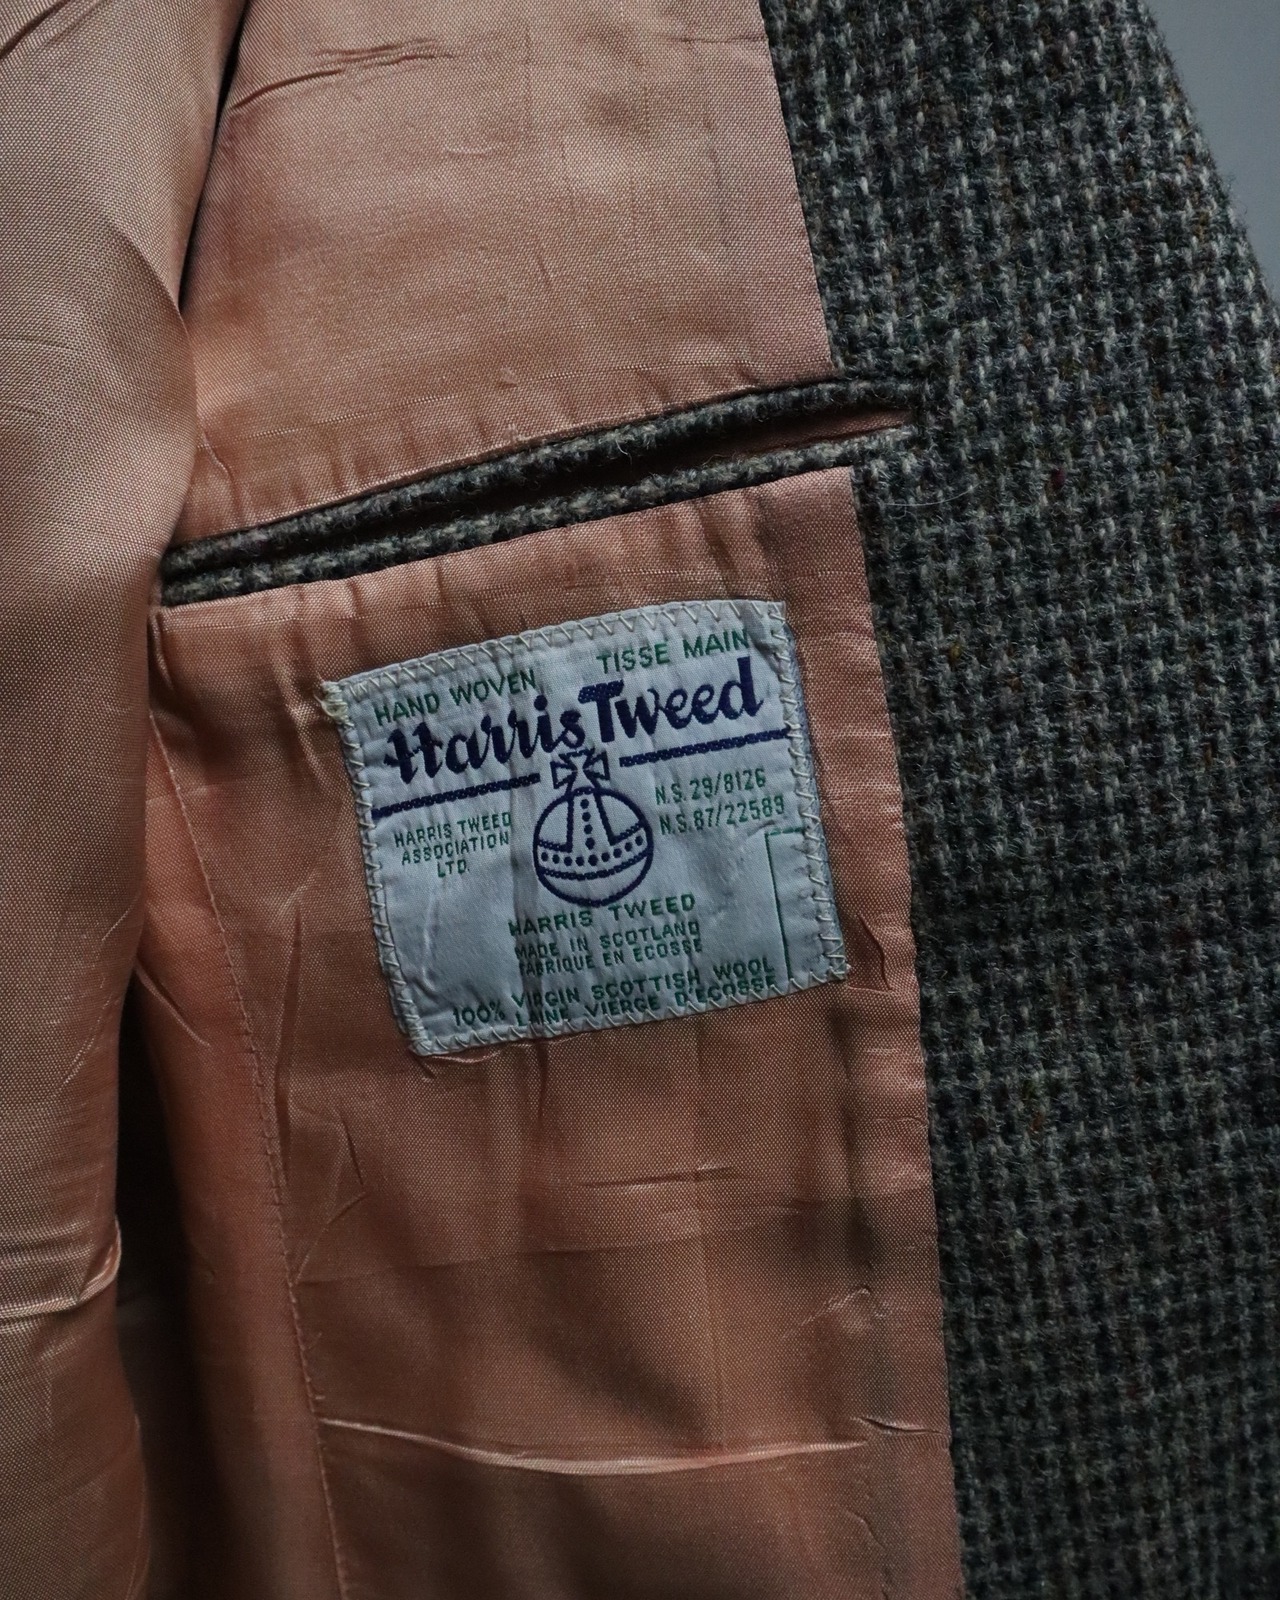 HAND WOVEN TISSE MAIN
Harris Tweed
HARRIS TWEED
ASSOCIATION
LTD.
N.S. 29/8126
N.S. 87/22589
HARRIS TWEED
MADE IN SCOTLAND
FABRIQUE EN ECOSSE
100% VIRGIN SCOTTISH WOOL
LAINE VIERGE D'ECOSSE